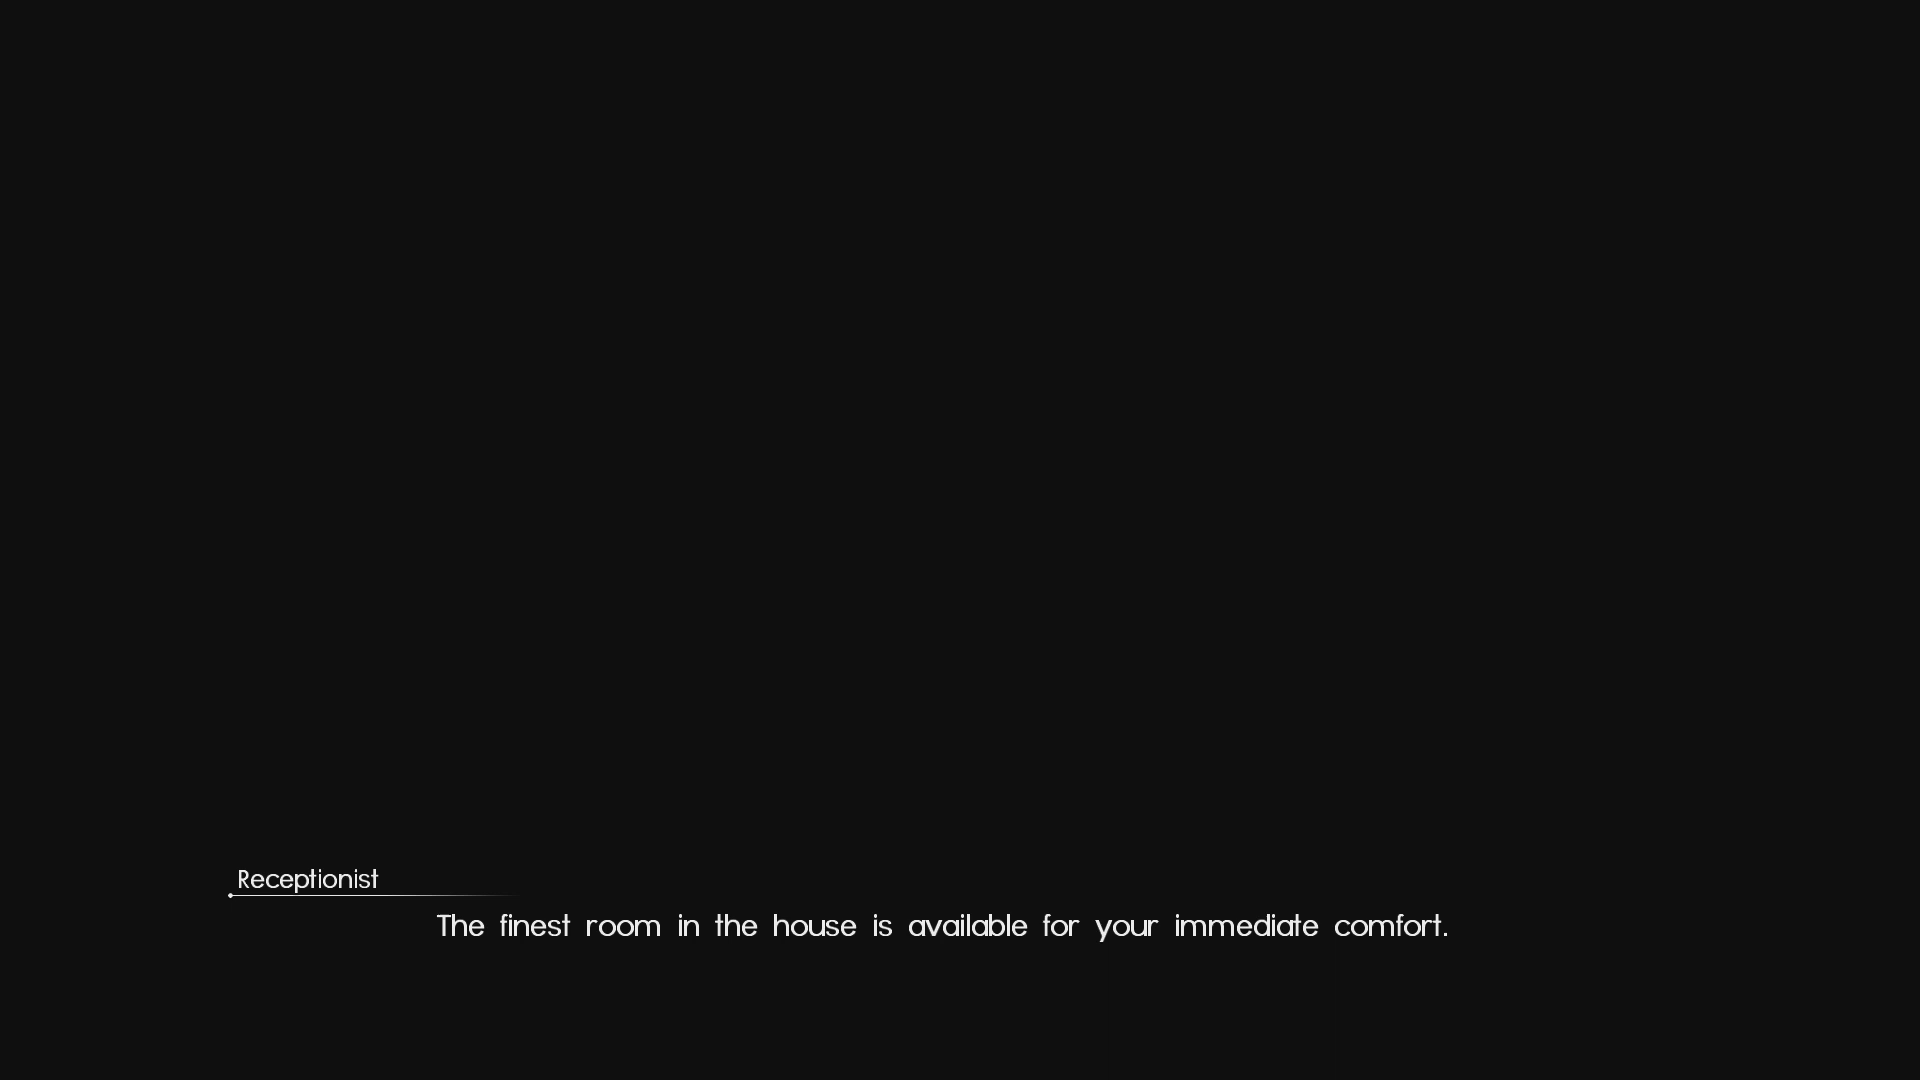 Receptionist
The finest room in the house is available for your immediate comfort.